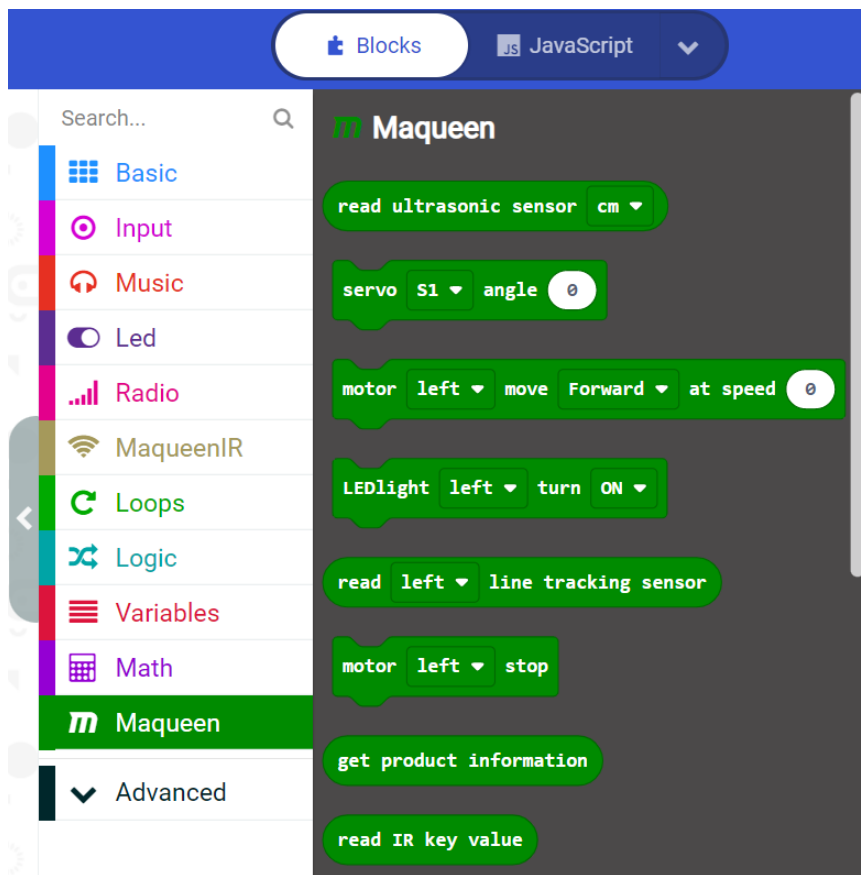 Blocks
JS JavaScript
Search...
Basic
Input
Music
Led
Radio
MaqueenIR
Loops
Logic
Variables
Math
m Maqueen
Advanced
m Maqueen
read ultrasonic sensor cm
servo S1 angle 0
motor left move Forward at speed 0
LEDlight left turn ON
read left line tracking sensor
motor left stop
get product information
read IR key value